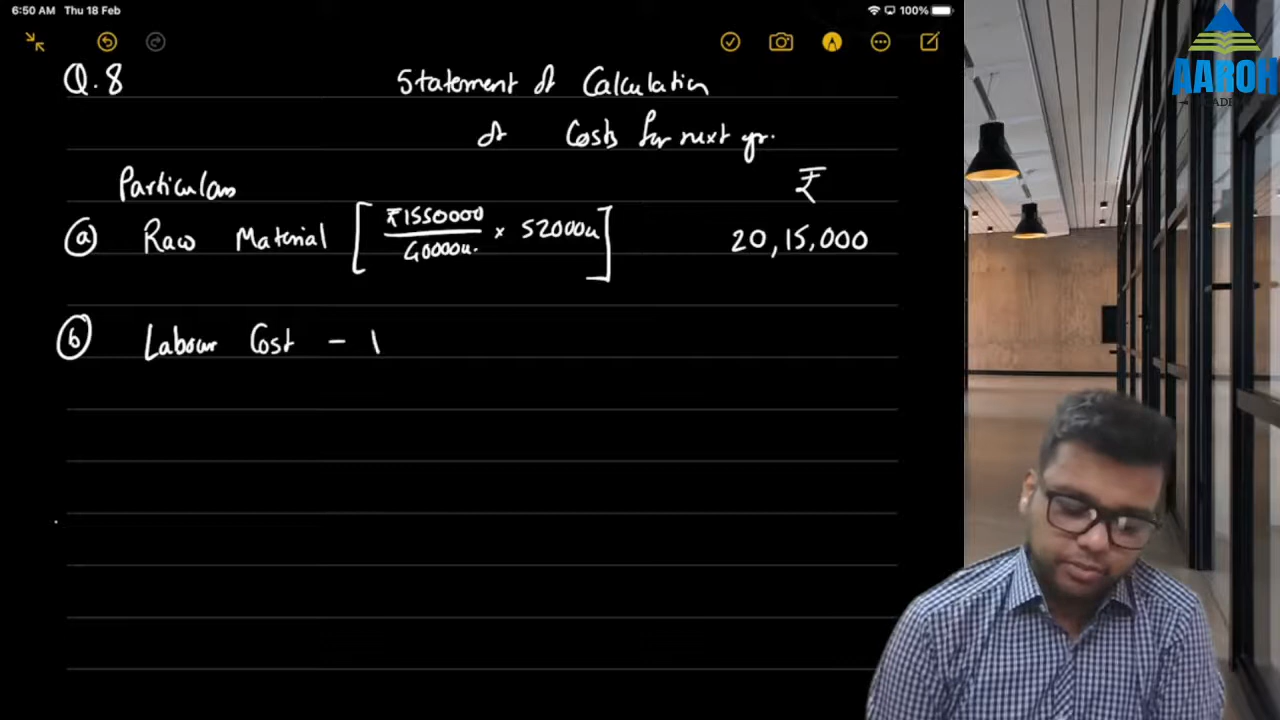 6:50 AM Thu 18 Feb 100%
AAROH
ACADEMY
Q.8 Statement of Calculation
of Costs for next yr.
Particulars ₹
(a) Raw Material [₹1550000/40000u. × 52000u] 20,15,000
(b) Labour Cost – 1